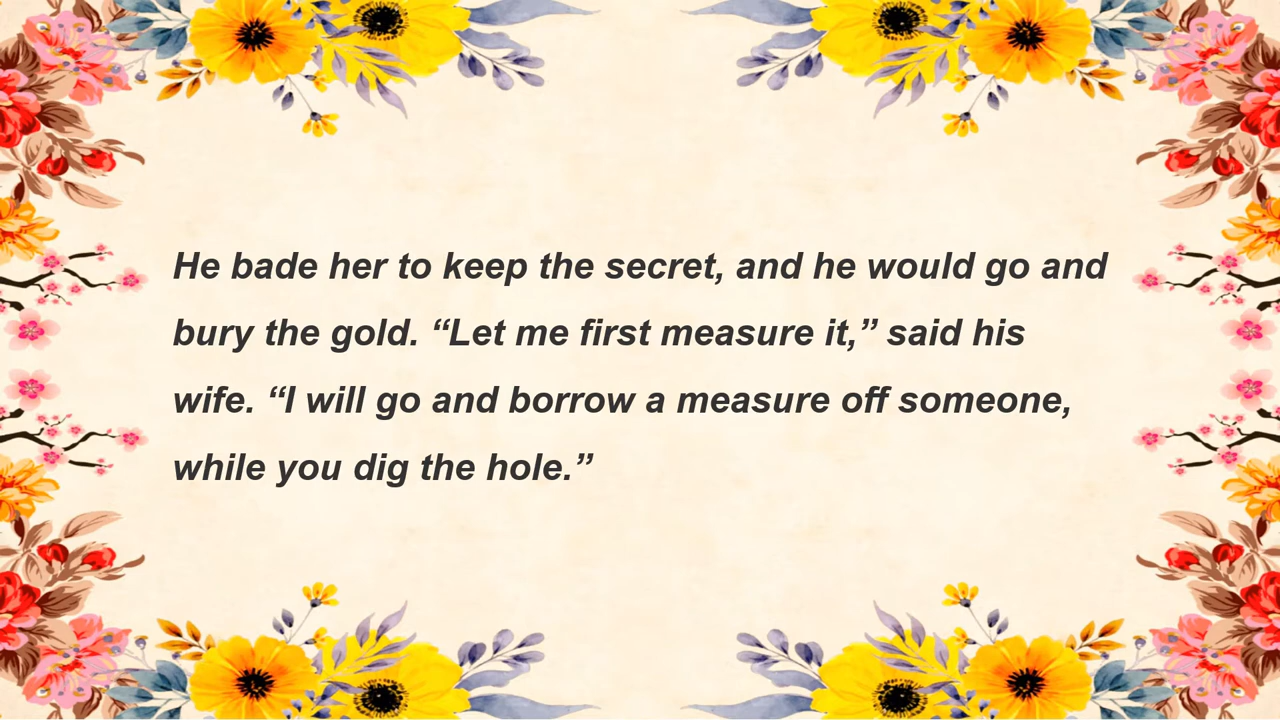 He bade her to keep the secret, and he would go and
bury the gold. “Let me first measure it,” said his
wife. “I will go and borrow a measure off someone,
while you dig the hole.”